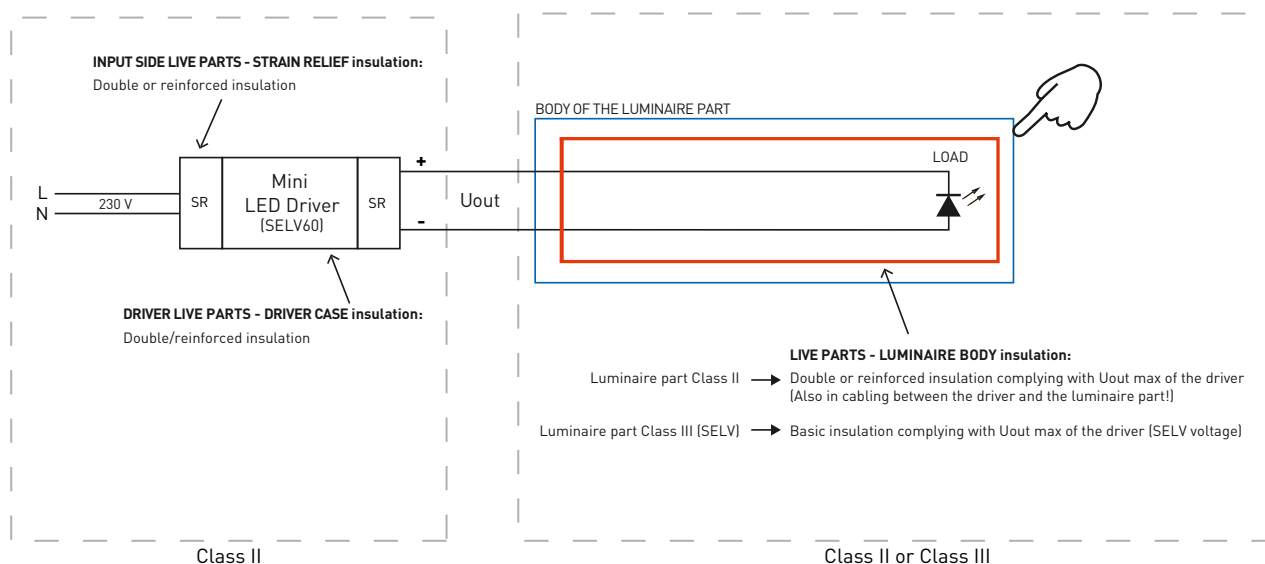 INPUT SIDE LIVE PARTS - STRAIN RELIEF insulation:
Double or reinforced insulation
BODY OF THE LUMINAIRE PART
LOAD
+
L
N
230 V
SR
Mini
LED Driver
(SELV60)
SR
Uout
-
DRIVER LIVE PARTS - DRIVER CASE insulation:
Double/reinforced insulation
LIVE PARTS - LUMINAIRE BODY insulation:
Luminaire part Class II
Double or reinforced insulation complying with Uout max of the driver
(Also in cabling between the driver and the luminaire part!)
Luminaire part Class III (SELV)
Basic insulation complying with Uout max of the driver (SELV voltage)
Class II
Class II or Class III